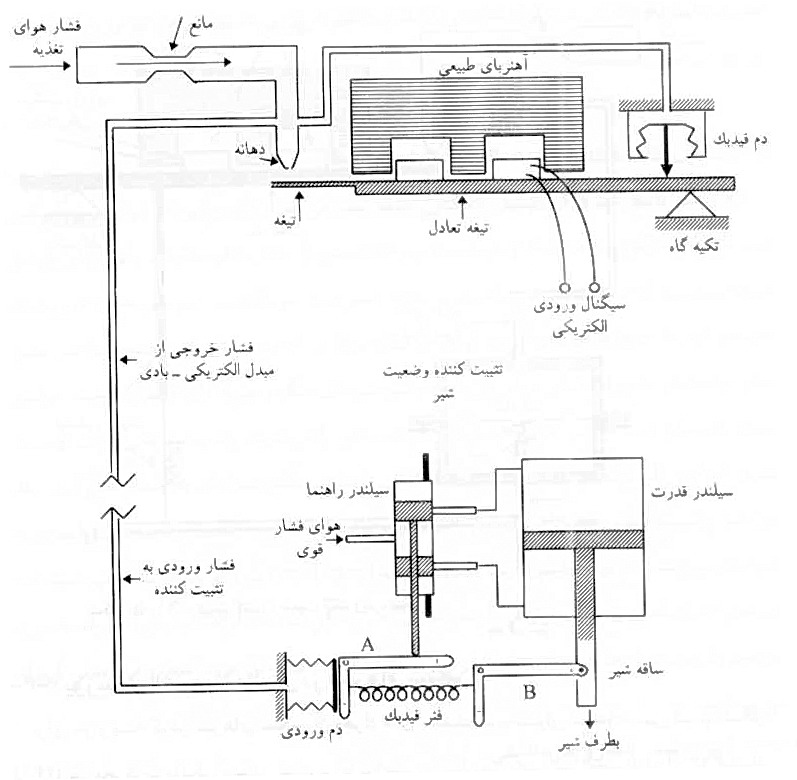 فشار هوای
تغذیه
مانع
آهنربای طبیعی
دم فیدبك
دهانه
تیغه
تیغه تعادل
تکیه گاه
سیگنال ورودی
الکتریکی
فشار خروجی از
مبدل الکتریکی ـ بادی
تثبیت کننده وضعیت
شیر
سیلندر راهنما
سیلندر قدرت
هوای فشار
قوی
فشار ورودی به
تثبیت کننده
A
B
ساقه شیر
فنر فیدبك
دم ورودی
بطرف شیر